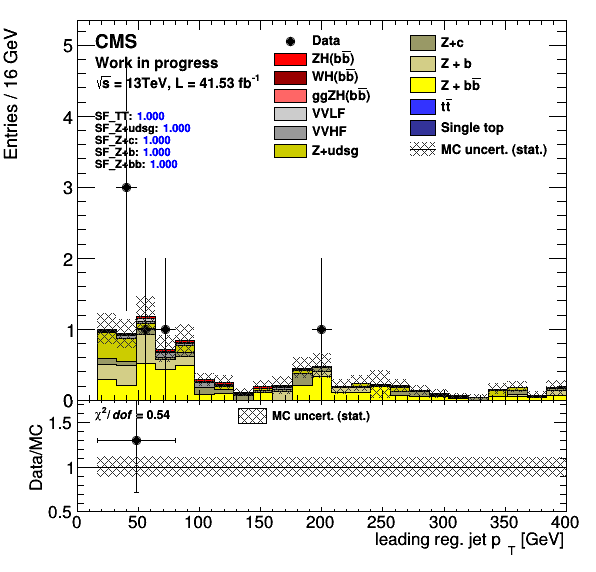 Entries / 16 GeV
CMS
Work in progress
√s = 13TeV, L = 41.53 fb⁻¹
SF_TT: 1.000
SF_Z+udsg: 1.000
SF_Z+c: 1.000
SF_Z+b: 1.000
SF_Z+bb: 1.000
Data
ZH(bb̅)
WH(bb̅)
ggZH(bb̅)
VVLF
VVHF
Z+udsg
Z+c
Z + b
Z + bb̅
tt̅
Single top
MC uncert. (stat.)
5
4
3
2
1
0
Data/MC
χ²/dof = 0.54
MC uncert. (stat.)
1.5
1
0.5
0 50 100 150 200 250 300 350 400
leading reg. jet p_T [GeV]